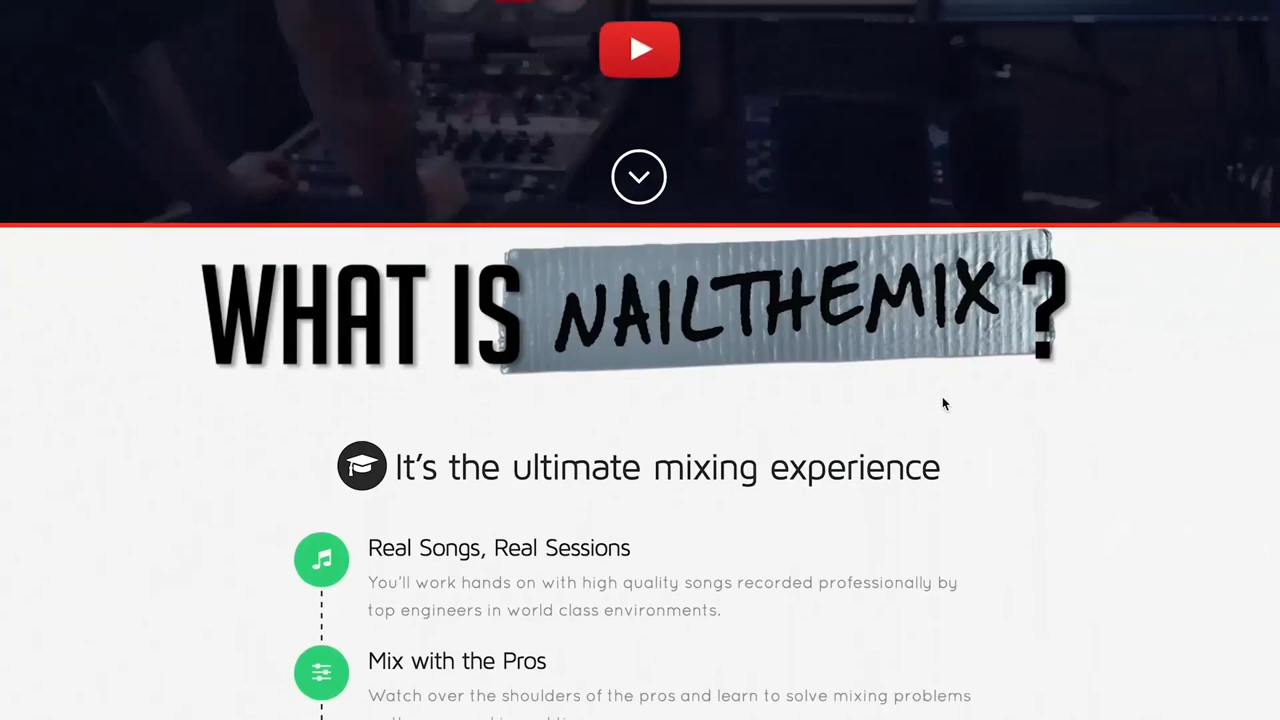 WHAT IS NAILTHEMIX?
It's the ultimate mixing experience
Real Songs, Real Sessions
You'll work hands on with high quality songs recorded professionally by
top engineers in world class environments.
Mix with the Pros
Watch over the shoulders of the pros and learn to solve mixing problems